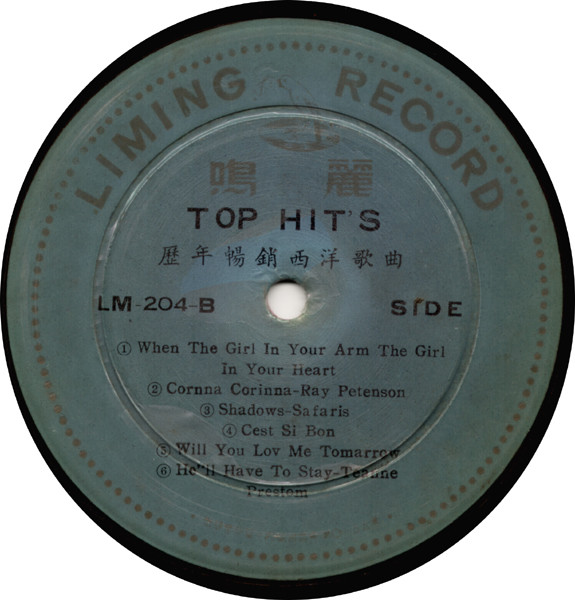 LIMING RECORD
鳴麗
TOP HIT'S
歷年暢銷西洋歌曲
LM-204-B SIDE
① When The Girl In Your Arm The Girl
In Your Heart
② Cornna Corinna-Ray Petenson
③ Shadows-Safaris
④ Cest Si Bon
⑤ Will You Lov Me Tomarrow
⑥ He"ll Have To Stay-Teanne
Prestom